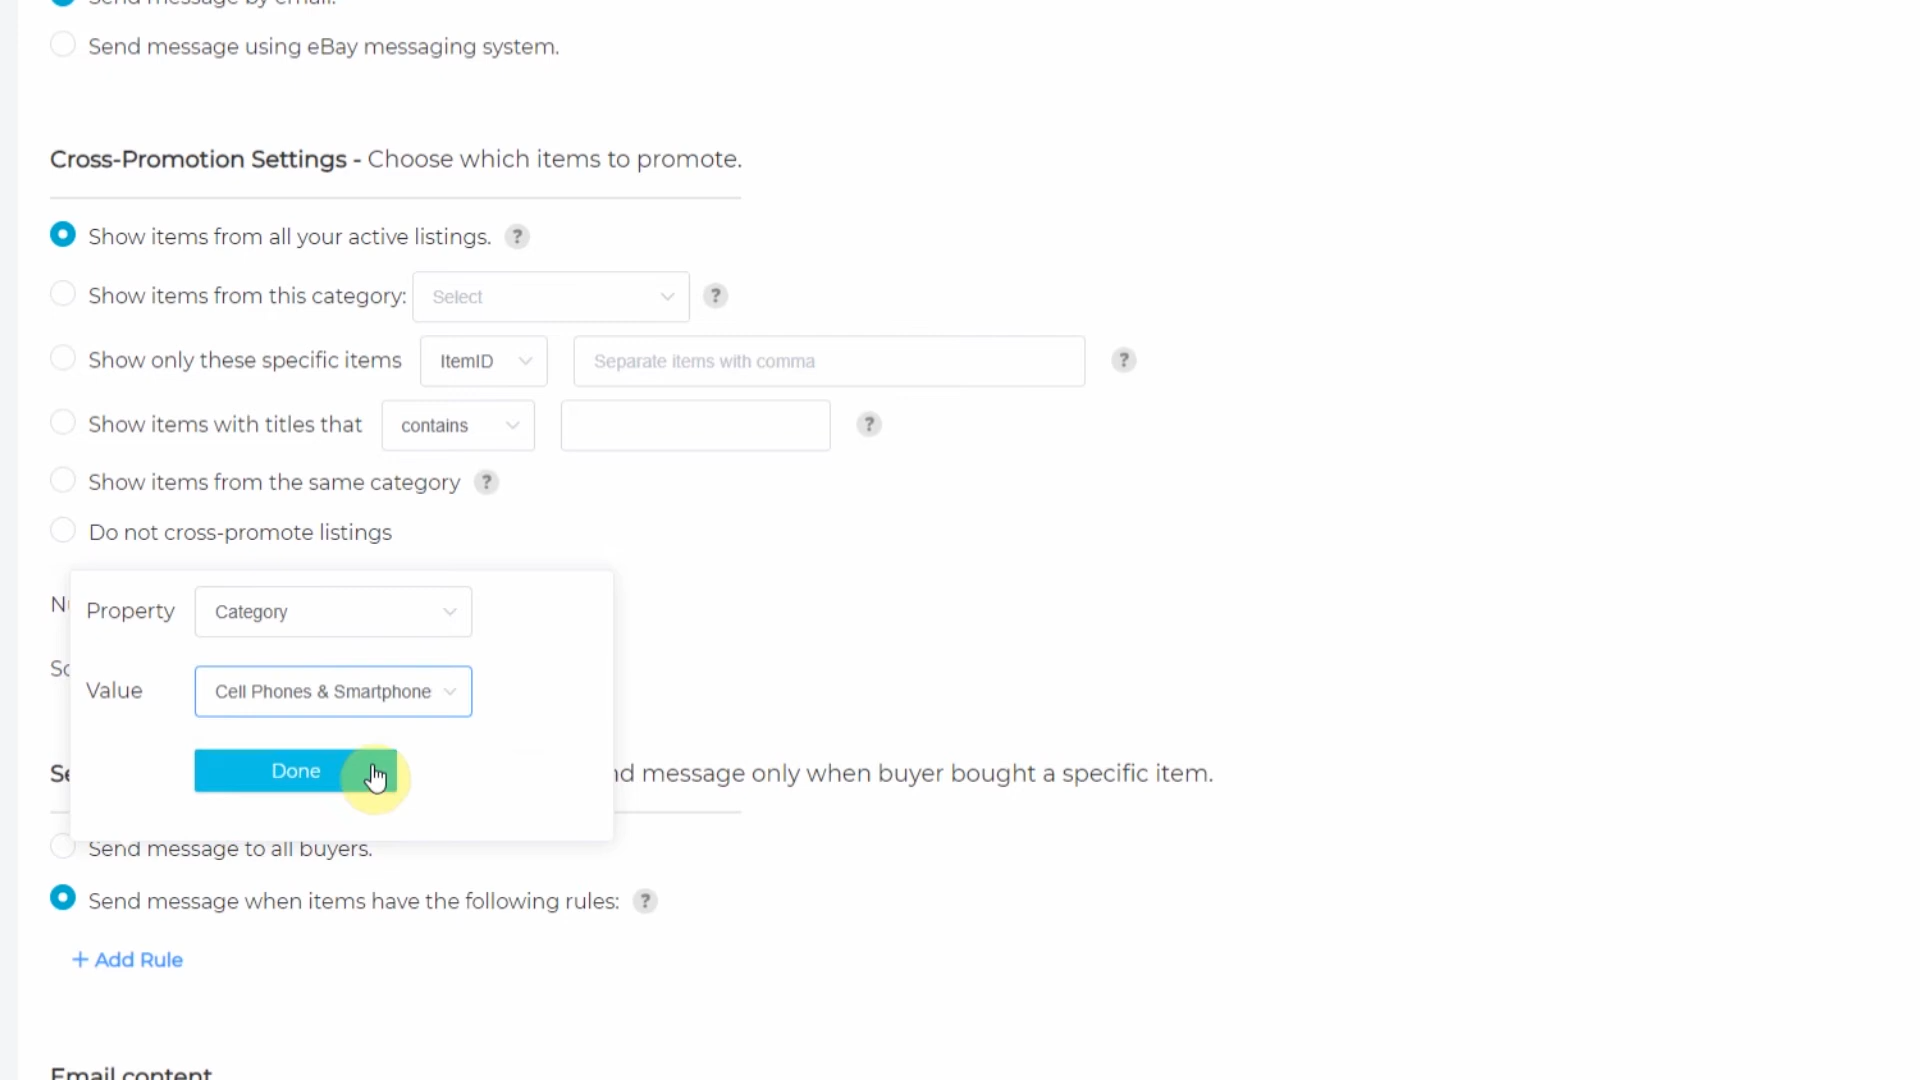 Send message by email.
Send message using eBay messaging system.
Cross-Promotion Settings - Choose which items to promote.
Show items from all your active listings. ?
Show items from this category: Select ?
Show only these specific items ItemID Separate items with comma ?
Show items with titles that contains ?
Show items from the same category ?
Do not cross-promote listings
Property Category
Value Cell Phones & Smartphone
Done
message only when buyer bought a specific item.
Send message to all buyers.
Send message when items have the following rules: ?
+ Add Rule
Email content